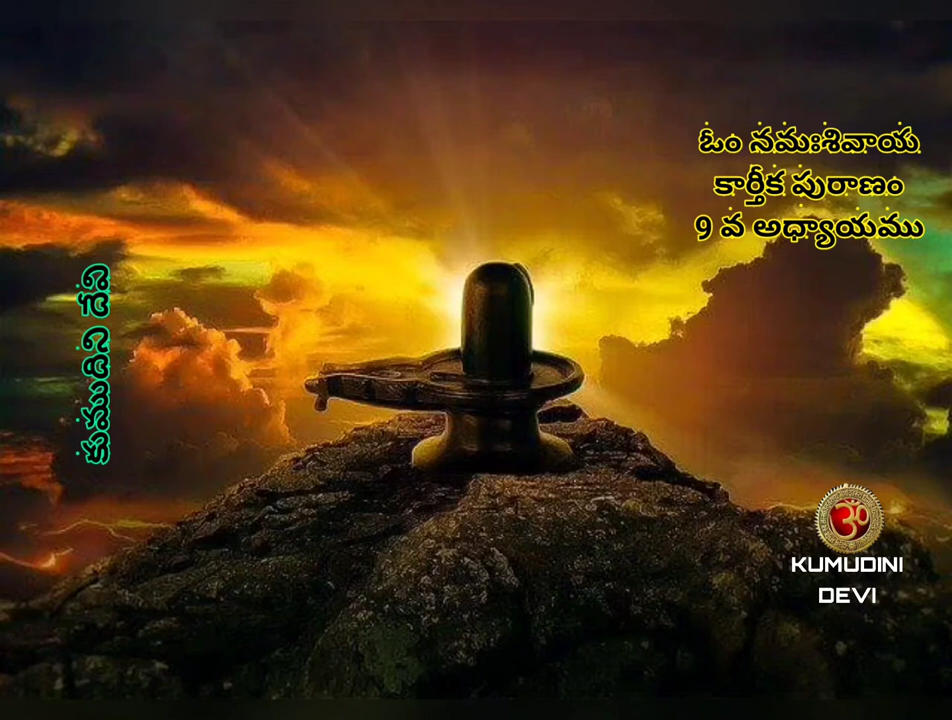 ఓం నమఃశివాయ
కార్తీక పురాణం
9 వ అధ్యాయము
కుముదిని దేవి
ॐ
KUMUDINI
DEVI